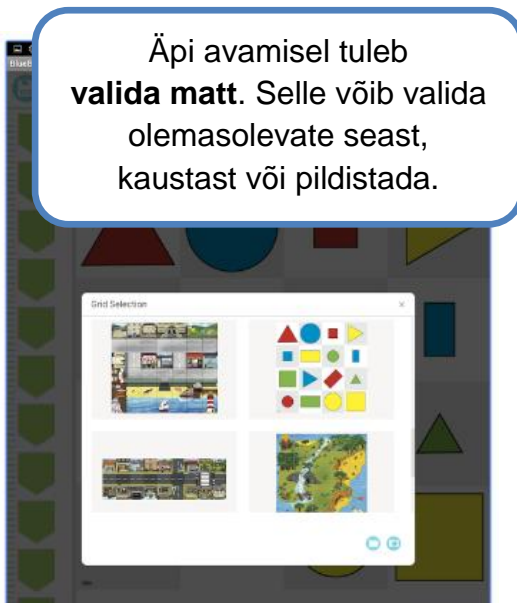 Äpi avamisel tuleb
valida matt. Selle võib valida
olemasolevate seast,
kaustast või pildistada.
Grid Selection